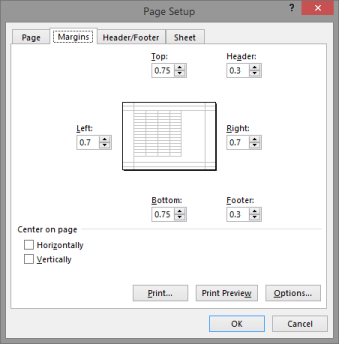 Page Setup
? ×
Page Margins Header/Footer Sheet
Top: Header:
0.75 0.3
Left: Right:
0.7 0.7
Bottom: Footer:
0.75 0.3
Center on page
Horizontally
Vertically
Print... Print Preview Options...
OK Cancel